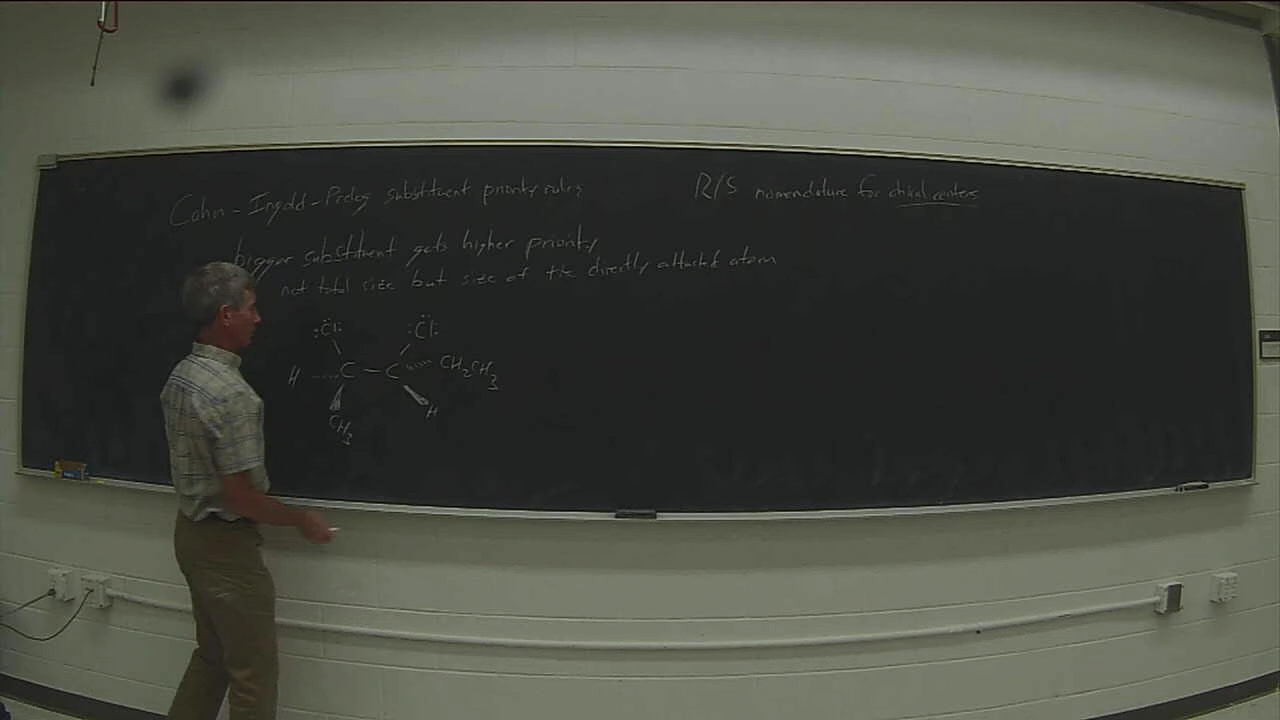 Cahn-Ingold-Prelog substituent priority rules
R/S nomenclature for chiral centers
bigger substituent gets higher priority
not total size but size of the directly attached atom
:Cl: :Cl:
H C — C CH2CH3
CH3 H